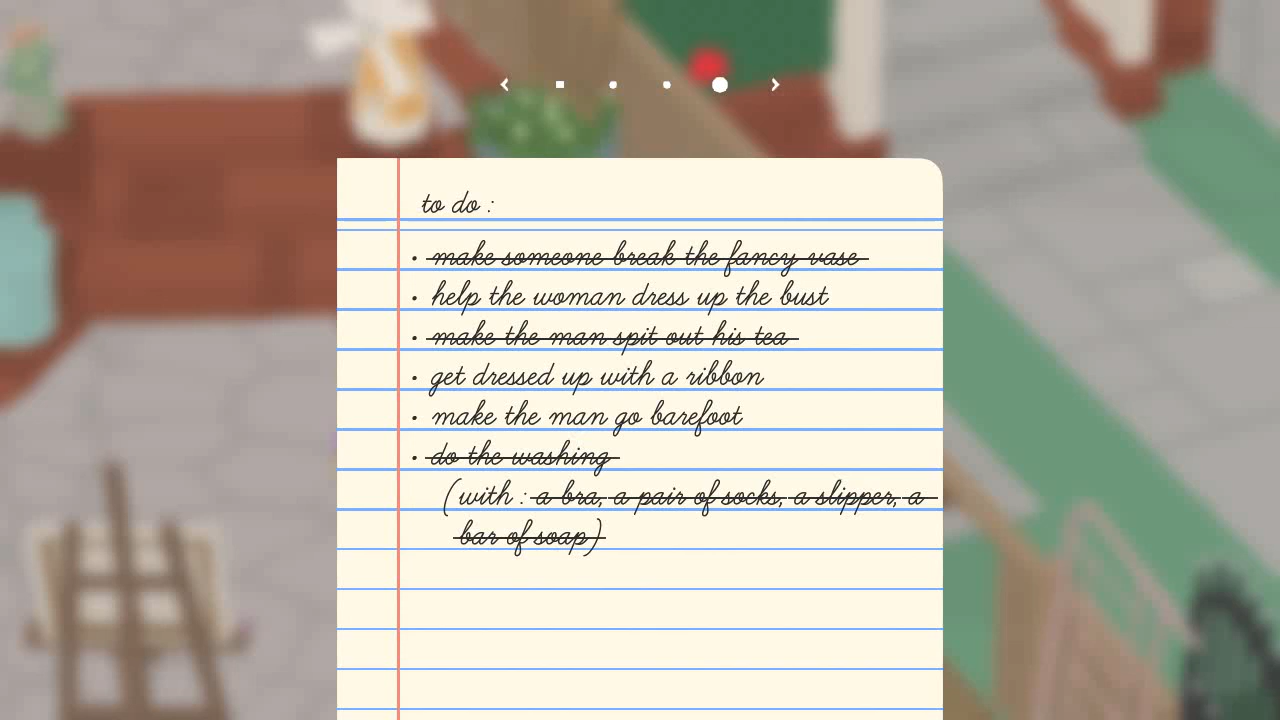 to do :
• make someone break the fancy vase
• help the woman dress up the bust
• make the man spit out his tea
• get dressed up with a ribbon
• make the man go barefoot
• do the washing
(with : a bra, a pair of socks, a slipper, a
bar of soap)